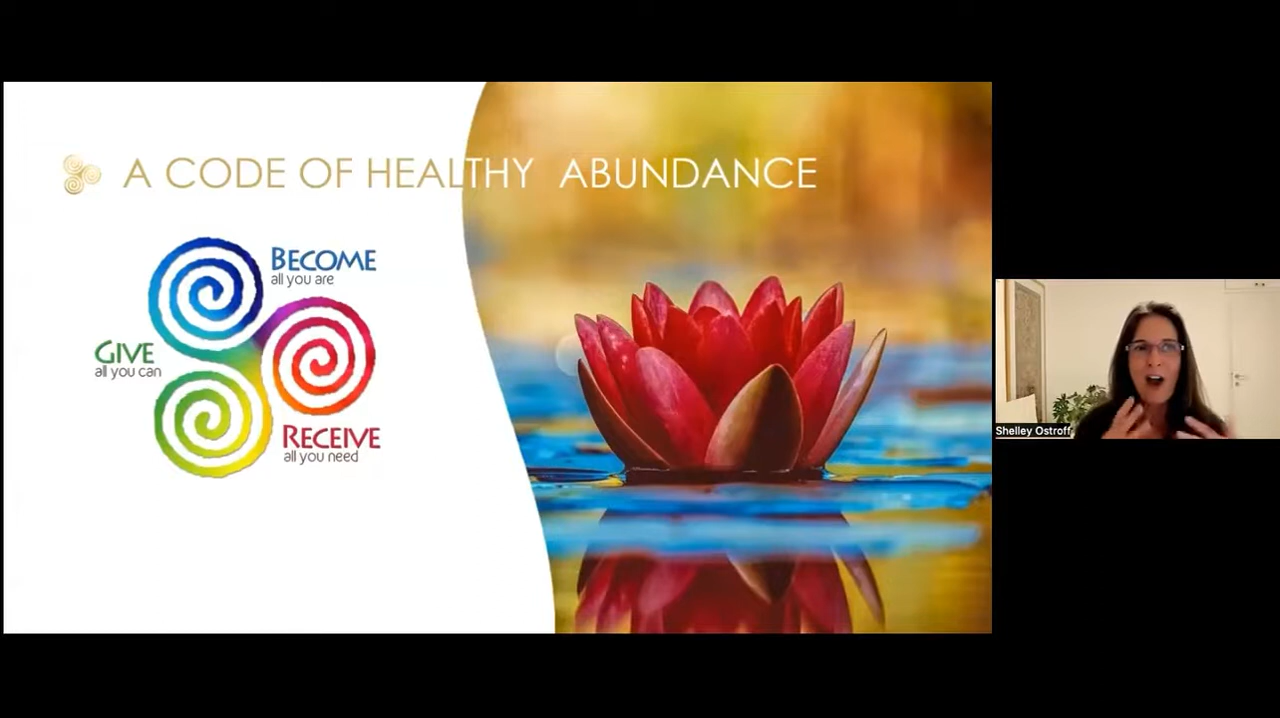 A CODE OF HEALTHY ABUNDANCE
BECOME
all you are
GIVE
all you can
RECEIVE
all you need
Shelley Ostroff